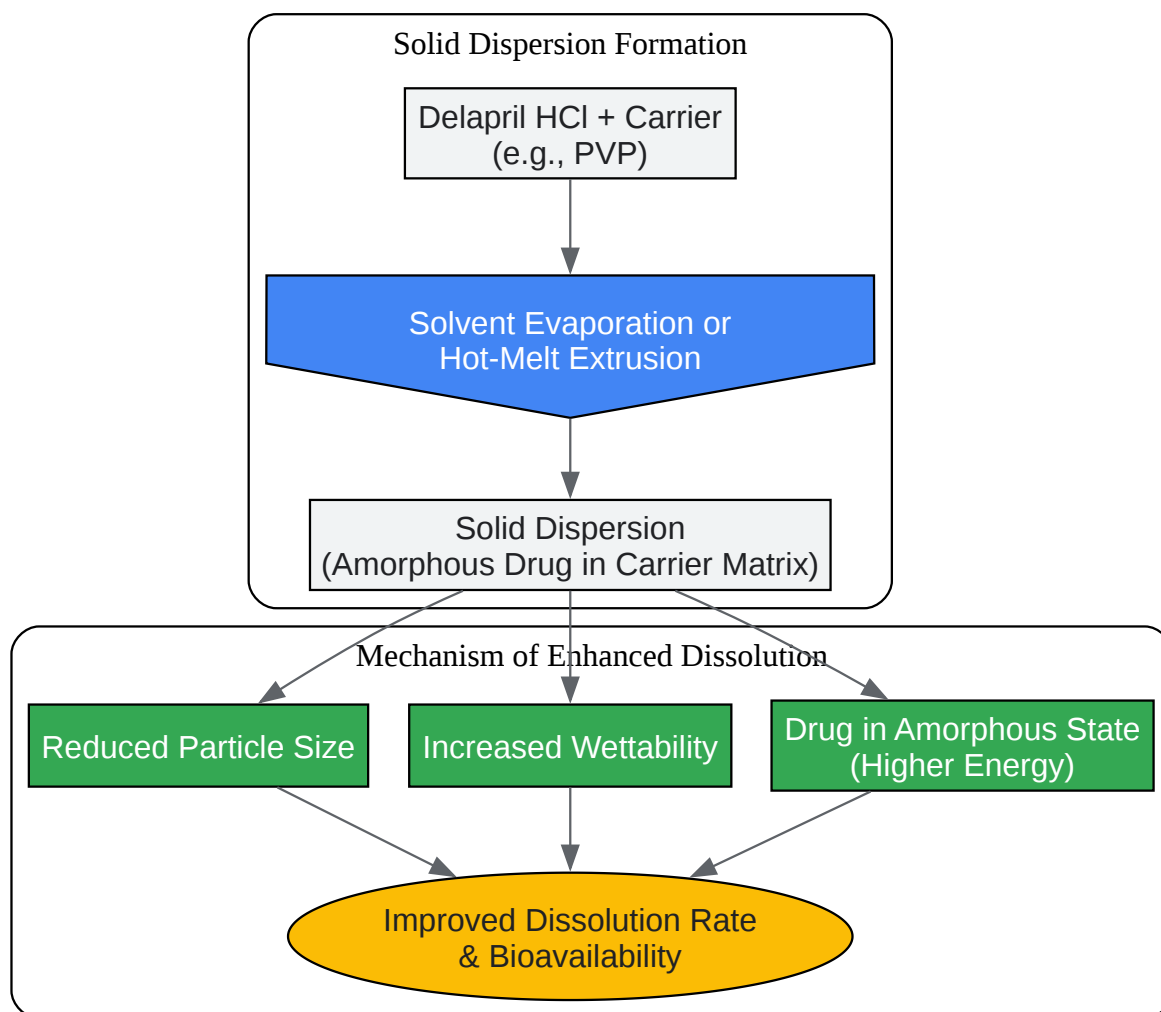 Solid Dispersion Formation
Delapril HCl + Carrier
(e.g., PVP)
Solvent Evaporation or
Hot-Melt Extrusion
Solid Dispersion
(Amorphous Drug in Carrier Matrix)
Mechanism of Enhanced Dissolution
Reduced Particle Size
Increased Wettability
Drug in Amorphous State
(Higher Energy)
Improved Dissolution Rate
& Bioavailability